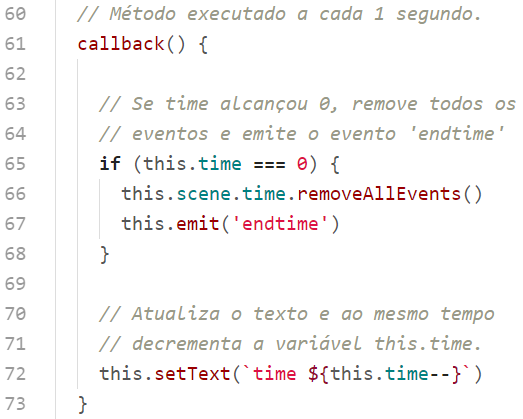 60   // Método executado a cada 1 segundo.
61   callback() {
62
63     // Se time alcançou 0, remove todos os
64     // eventos e emite o evento 'endtime'
65     if (this.time === 0) {
66       this.scene.time.removeAllEvents()
67       this.emit('endtime')
68     }
69
70     // Atualiza o texto e ao mesmo tempo
71     // decrementa a variável this.time.
72     this.setText(`time ${this.time--}`)
73   }